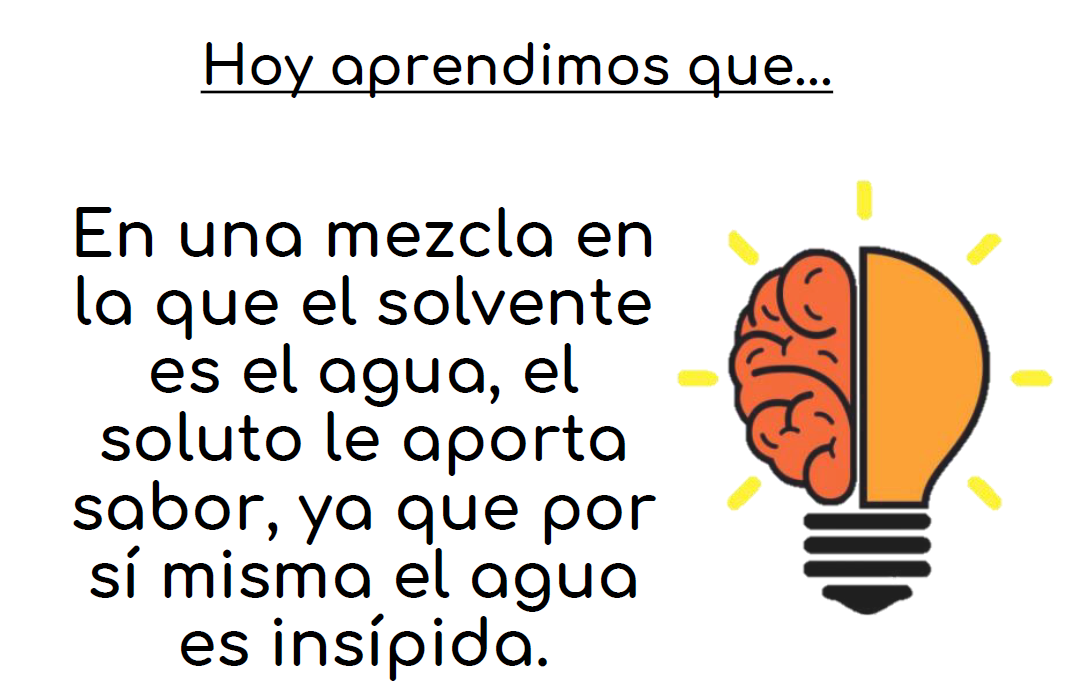 Hoy aprendimos que...
En una mezcla en
la que el solvente
es el agua, el
soluto le aporta
sabor, ya que por
sí misma el agua
es insípida.